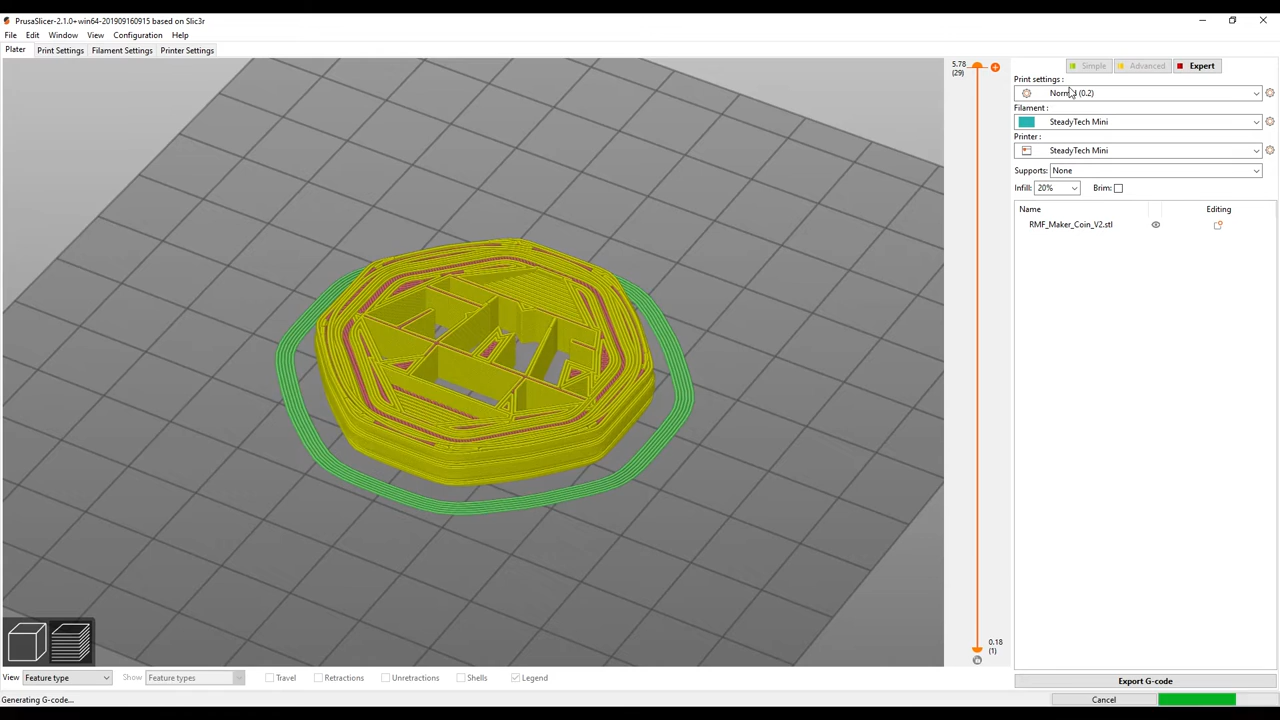 PrusaSlicer-2.1.0+win64-201909160915 based on Slic3r
File Edit Window View Configuration Help
Plater Print Settings Filament Settings Printer Settings
5.78
(29)
Simple Advanced Expert
Print settings :
Normal (0.2)
Filament :
SteadyTech Mini
Printer :
SteadyTech Mini
Supports: None
Infill: 20% Brim:
Name Editing
RMF_Maker_Coin_V2.stl
0.18
(1)
View Feature type Show Feature types Travel Retractions Unretractions Shells Legend
Export G-code
Generating G-code... Cancel